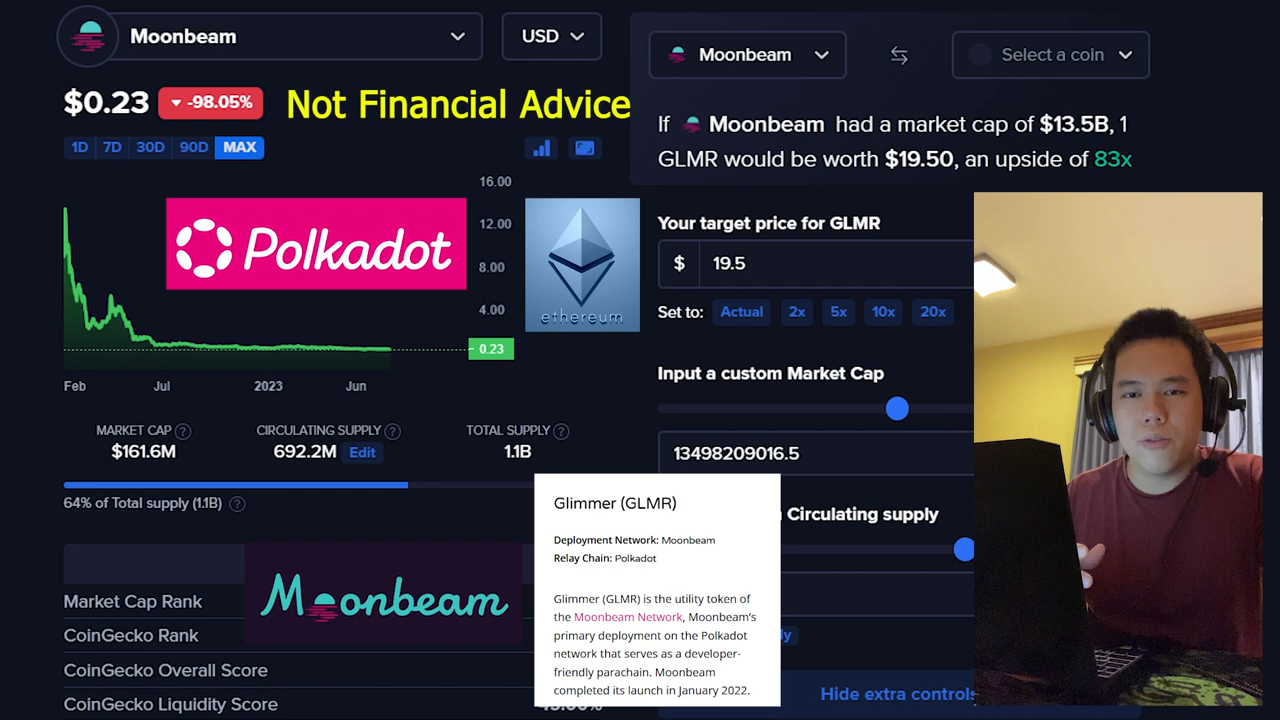 Moonbeam
USD
$0.23
-98.05%
Not Financial Advice
1D 7D 30D 90D MAX
16.00
12.00
8.00
4.00
0.23
Feb Jul 2023 Jun
Polkadot
ethereum
MARKET CAP ?
$161.6M
CIRCULATING SUPPLY ?
692.2M Edit
TOTAL SUPPLY ?
1.1B
64% of Total supply (1.1B) ?
Market Cap Rank
CoinGecko Rank
CoinGecko Overall Score
CoinGecko Liquidity Score
Moonbeam
Moonbeam
Select a coin
If Moonbeam had a market cap of $13.5B, 1
GLMR would be worth $19.50, an upside of 83x
Your target price for GLMR
$ 19.5
Set to: Actual 2x 5x 10x 20x
Input a custom Market Cap
13498209016.5
Circulating supply
Hide extra controls
Glimmer (GLMR)
Deployment Network: Moonbeam
Relay Chain: Polkadot
Glimmer (GLMR) is the utility token of
the Moonbeam Network, Moonbeam's
primary deployment on the Polkadot
network that serves as a developer-
friendly parachain. Moonbeam
completed its launch in January 2022.